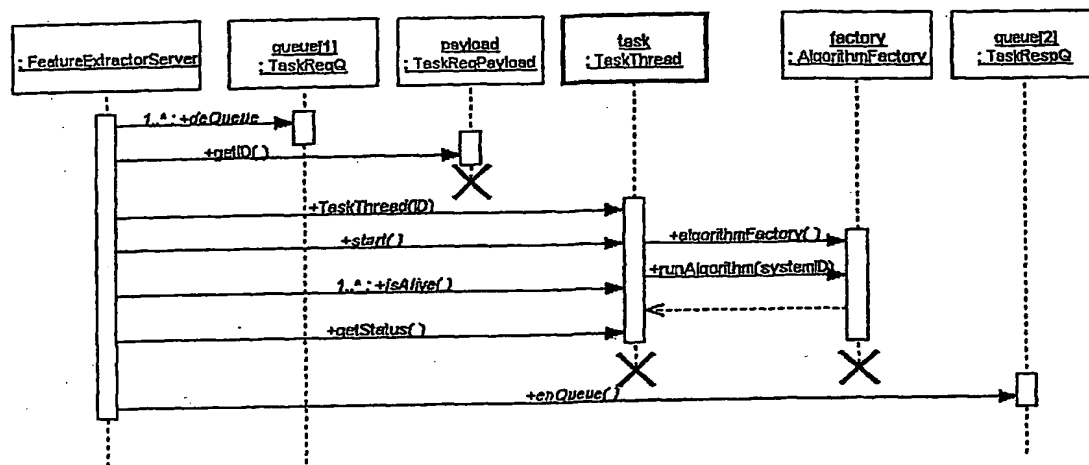 : FeatureExtractorServer
queue[1]
: TaskReqQ
payload
: TaskReqPayload
task
: TaskThread
factory
: AlgorithmFactory
queue[2]
: TaskRespQ
1..* : +deQueue
+getID( )
+TaskThread(ID)
+start( )
+algorithmFactory( )
+runAlgorithm(systemID)
1..* : +isAlive( )
+getStatus( )
+enQueue( )